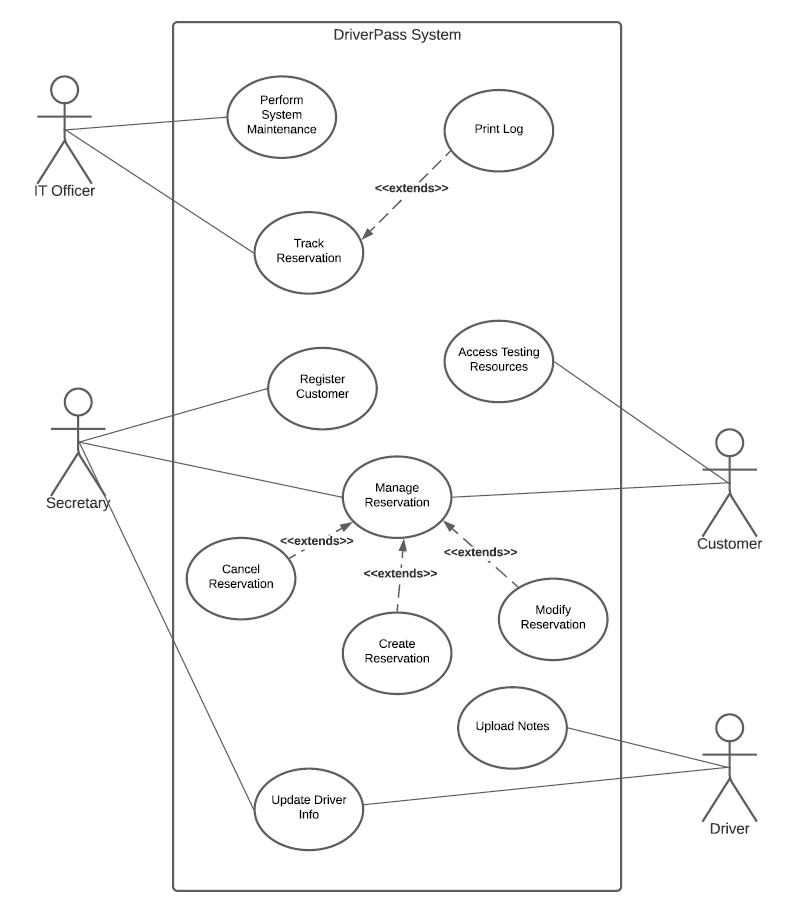 DriverPass System
Perform
System
Maintenance
Print Log
IT Officer
<<extends>>
Track
Reservation
Access Testing
Resources
Register
Customer
Secretary
Manage
Reservation
Customer
<<extends>>
<<extends>>
<<extends>>
Cancel
Reservation
Modify
Reservation
Create
Reservation
Upload Notes
Update Driver
Info
Driver